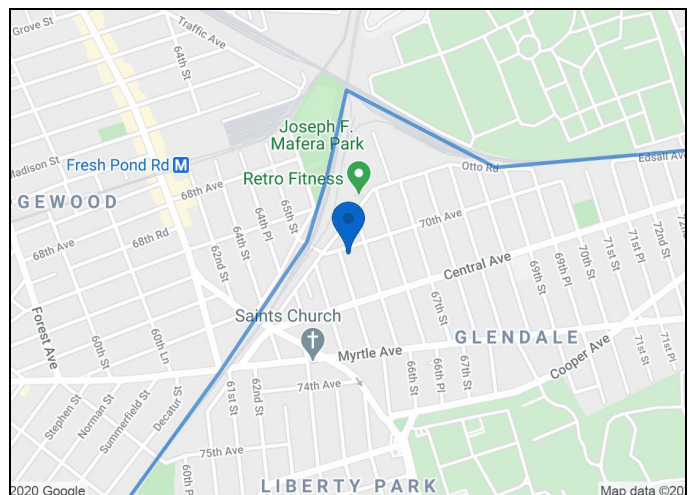 Grove St
Traffic Ave
64th St
Joseph F.
Mafera Park
Madison St
Fresh Pond Rd M
Otto Rd
Edsall Ave
Retro Fitness
68th Ave
GEWOOD
70th Ave
65th St
64th Pl
64th St
68th Rd
68th Ave
62nd St
Central Ave
69th St
69th Pl
70th St
71st St
71st Pl
72nd St
67th St
Saints Church
GLENDALE
Forest Ave
60th St
60th Ln
Myrtle Ave
Cooper Ave
66th St
66th Pl
67th St
71st St
71st Pl
74th Ave
61st St
62nd St
Stephen St
Norman St
Summerfield St
Decatur St
75th Ave
60th Pl
LIBERTY PARK
2020 Google
Map data ©20